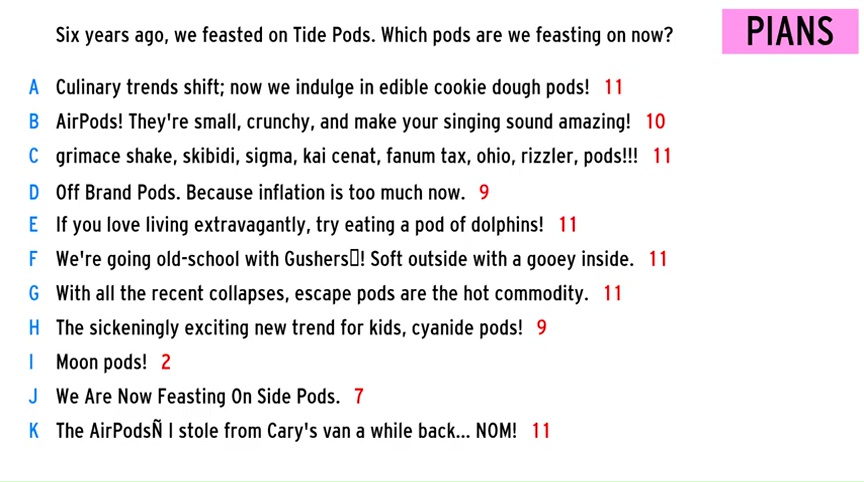 Six years ago, we feasted on Tide Pods. Which pods are we feasting on now?
PIANS
A Culinary trends shift; now we indulge in edible cookie dough pods! 11
B AirPods! They're small, crunchy, and make your singing sound amazing! 10
C grimace shake, skibidi, sigma, kai cenat, fanum tax, ohio, rizzler, pods!!! 11
D Off Brand Pods. Because inflation is too much now. 9
E If you love living extravagantly, try eating a pod of dolphins! 11
F We're going old-school with Gushers▯! Soft outside with a gooey inside. 11
G With all the recent collapses, escape pods are the hot commodity. 11
H The sickeningly exciting new trend for kids, cyanide pods! 9
I Moon pods! 2
J We Are Now Feasting On Side Pods. 7
K The AirPodsÑ I stole from Cary's van a while back... NOM! 11